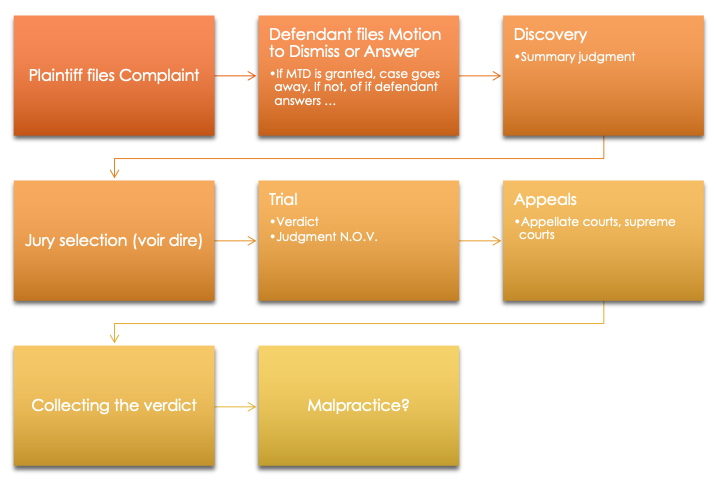 Plaintiff files Complaint
Defendant files Motion
to Dismiss or Answer
•If MTD is granted, case goes
away. If not, of if defendant
answers …
Discovery
•Summary judgment
Jury selection (voir dire)
Trial
•Verdict
•Judgment N.O.V.
Appeals
•Appellate courts, supreme
courts
Collecting the verdict
Malpractice?